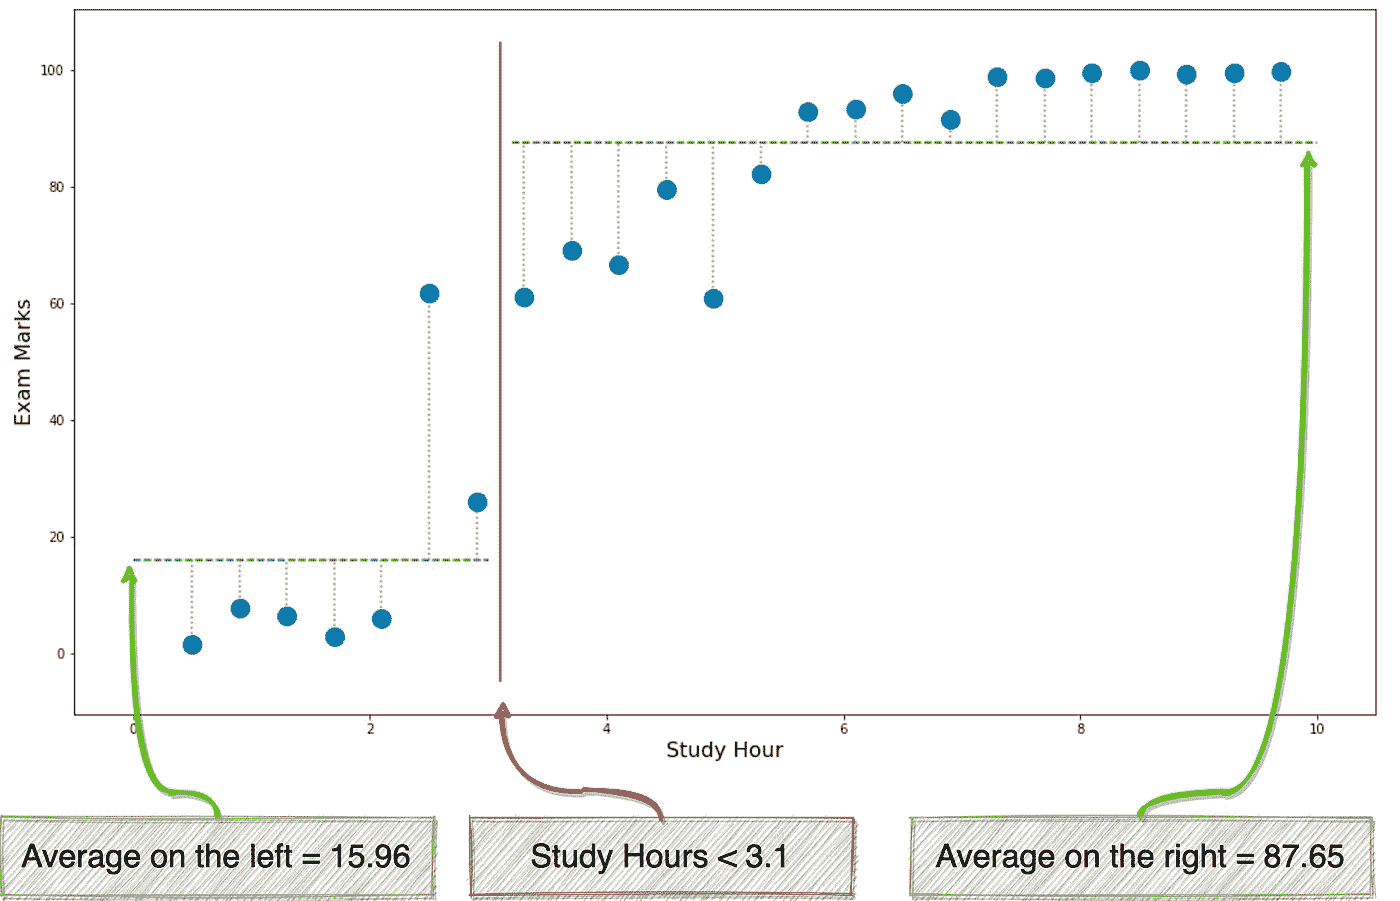 100
80
60
40
20
0
Exam Marks
0
2
4
6
8
10
Study Hour
Average on the left = 15.96
Study Hours < 3.1
Average on the right = 87.65